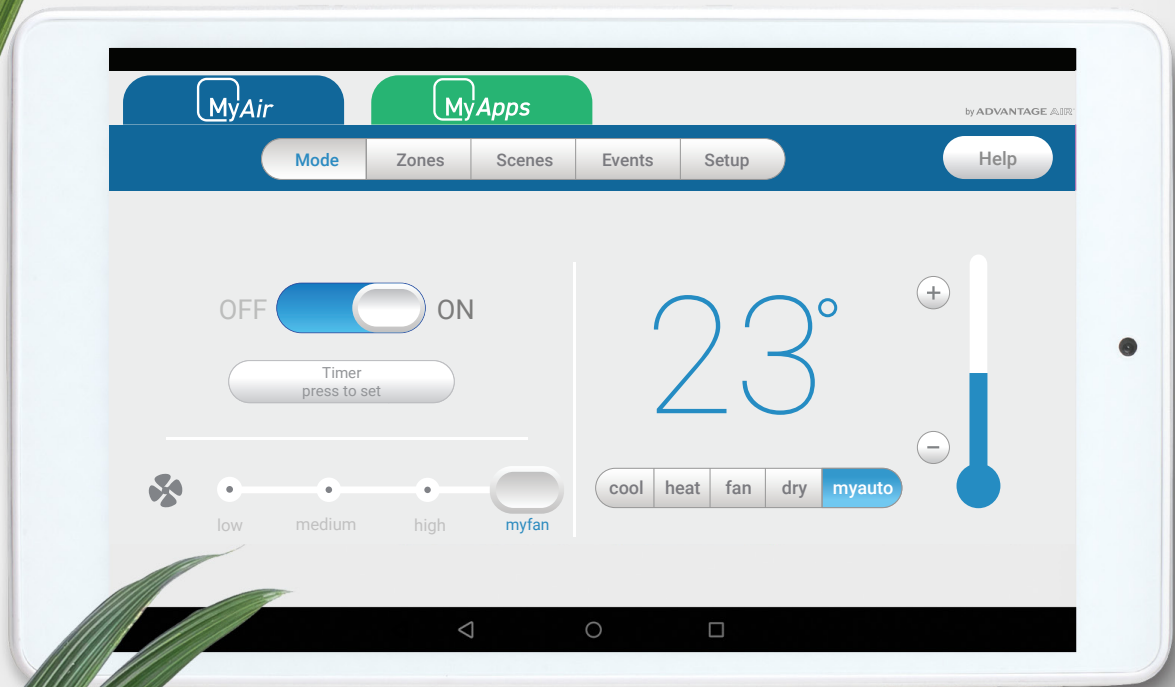 MyAir
MyApps
by ADVANTAGE AIR
Mode Zones Scenes Events Setup Help
OFF ON
23°
+
Timer
press to set
−
cool heat fan dry myauto
low medium high myfan